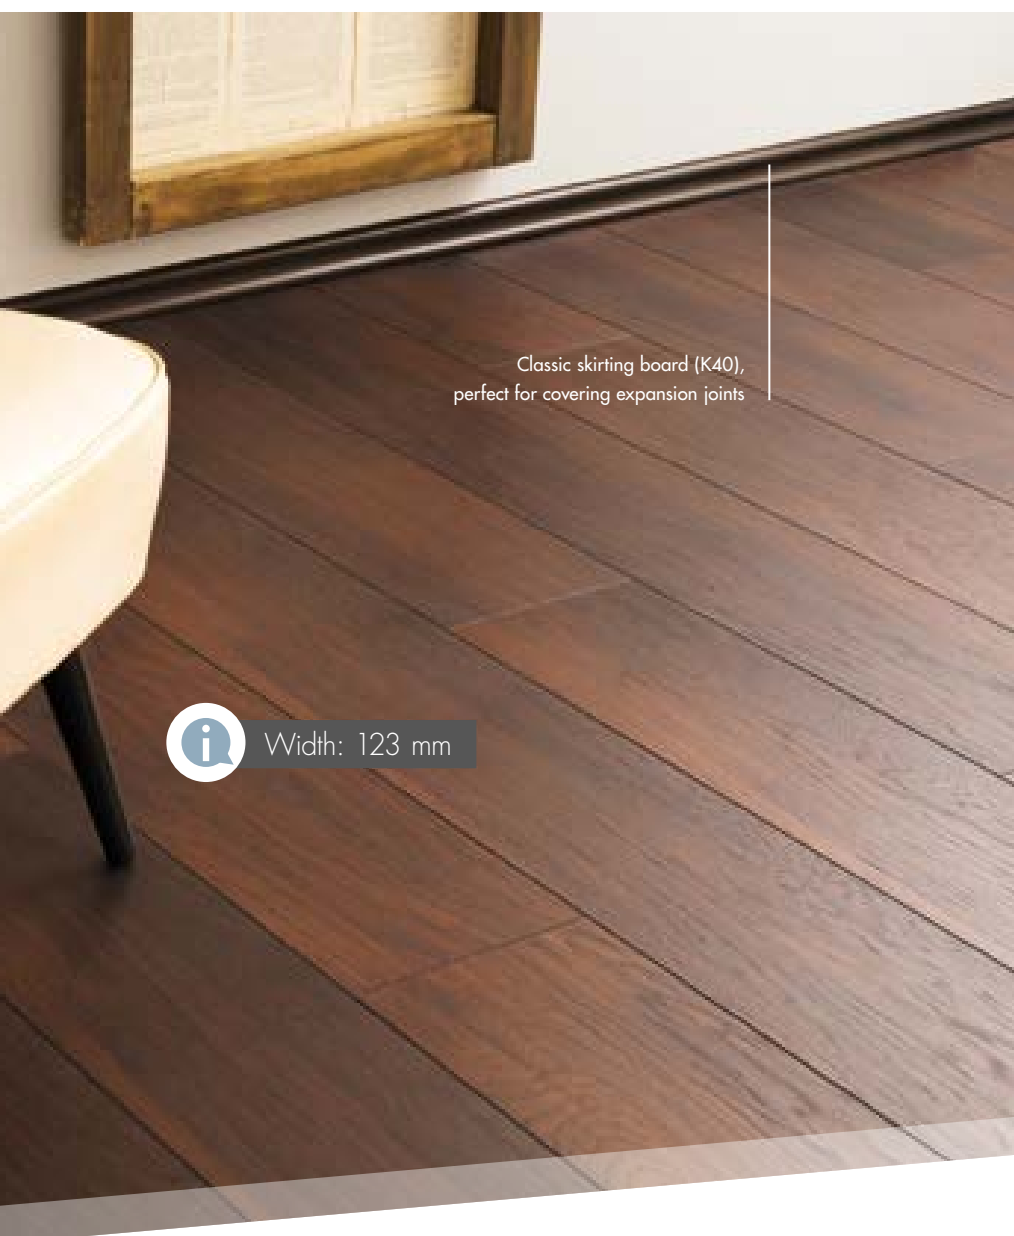 Classic skirting board (K40),
perfect for covering expansion joints
i
Width: 123 mm